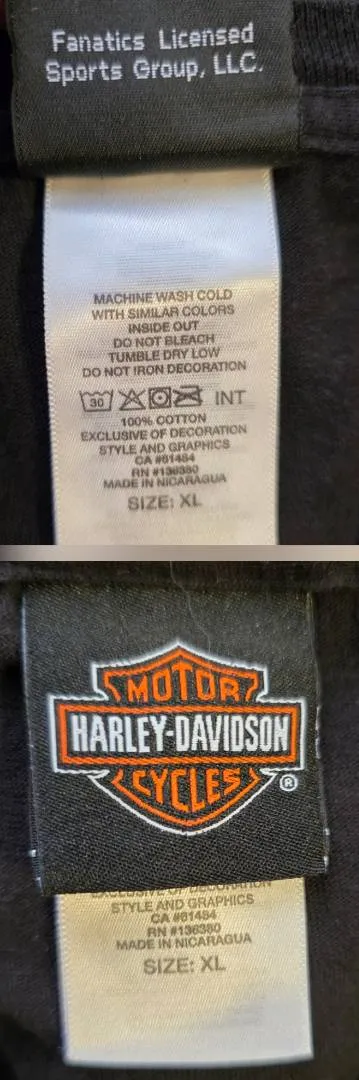 Fanatics Licensed
Sports Group, LLC.
MACHINE WASH COLD
WITH SIMILAR COLORS
INSIDE OUT
DO NOT BLEACH
TUMBLE DRY LOW
DO NOT IRON DECORATION
30 INT
100% COTTON
EXCLUSIVE OF DECORATION
STYLE AND GRAPHICS
CA #61484
RN #136380
MADE IN NICARAGUA
SIZE: XL
MOTOR
HARLEY-DAVIDSON
CYCLES
®
EXCLUSIVE OF DECORATION
STYLE AND GRAPHICS
CA #61484
RN #136380
MADE IN NICARAGUA
SIZE: XL